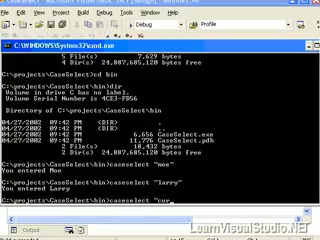 Debug
Profile
C:\WINDOWS\System32\cmd.exe
5 File(s) 7,629 bytes
4 Dir(s) 24,887,685,120 bytes free
C:\projects\CaseSelect>cd bin
C:\projects\CaseSelect\bin>dir
Volume in drive C has no label.
Volume Serial Number is 4CE3-FD56
Directory of C:\projects\CaseSelect\bin
04/27/2002 09:42 PM <DIR> .
04/27/2002 09:42 PM <DIR> ..
04/27/2002 09:42 PM 6,656 CaseSelect.exe
04/27/2002 09:42 PM 11,776 CaseSelect.pdb
2 File(s) 18,432 bytes
2 Dir(s) 24,887,685,120 bytes free
C:\projects\CaseSelect\bin>caseselect "moe"
You entered Moe
C:\projects\CaseSelect\bin>caseselect "larry"
You entered Larry
C:\projects\CaseSelect\bin>caseselect "cur_
Output
LearnVisualStudio.NET